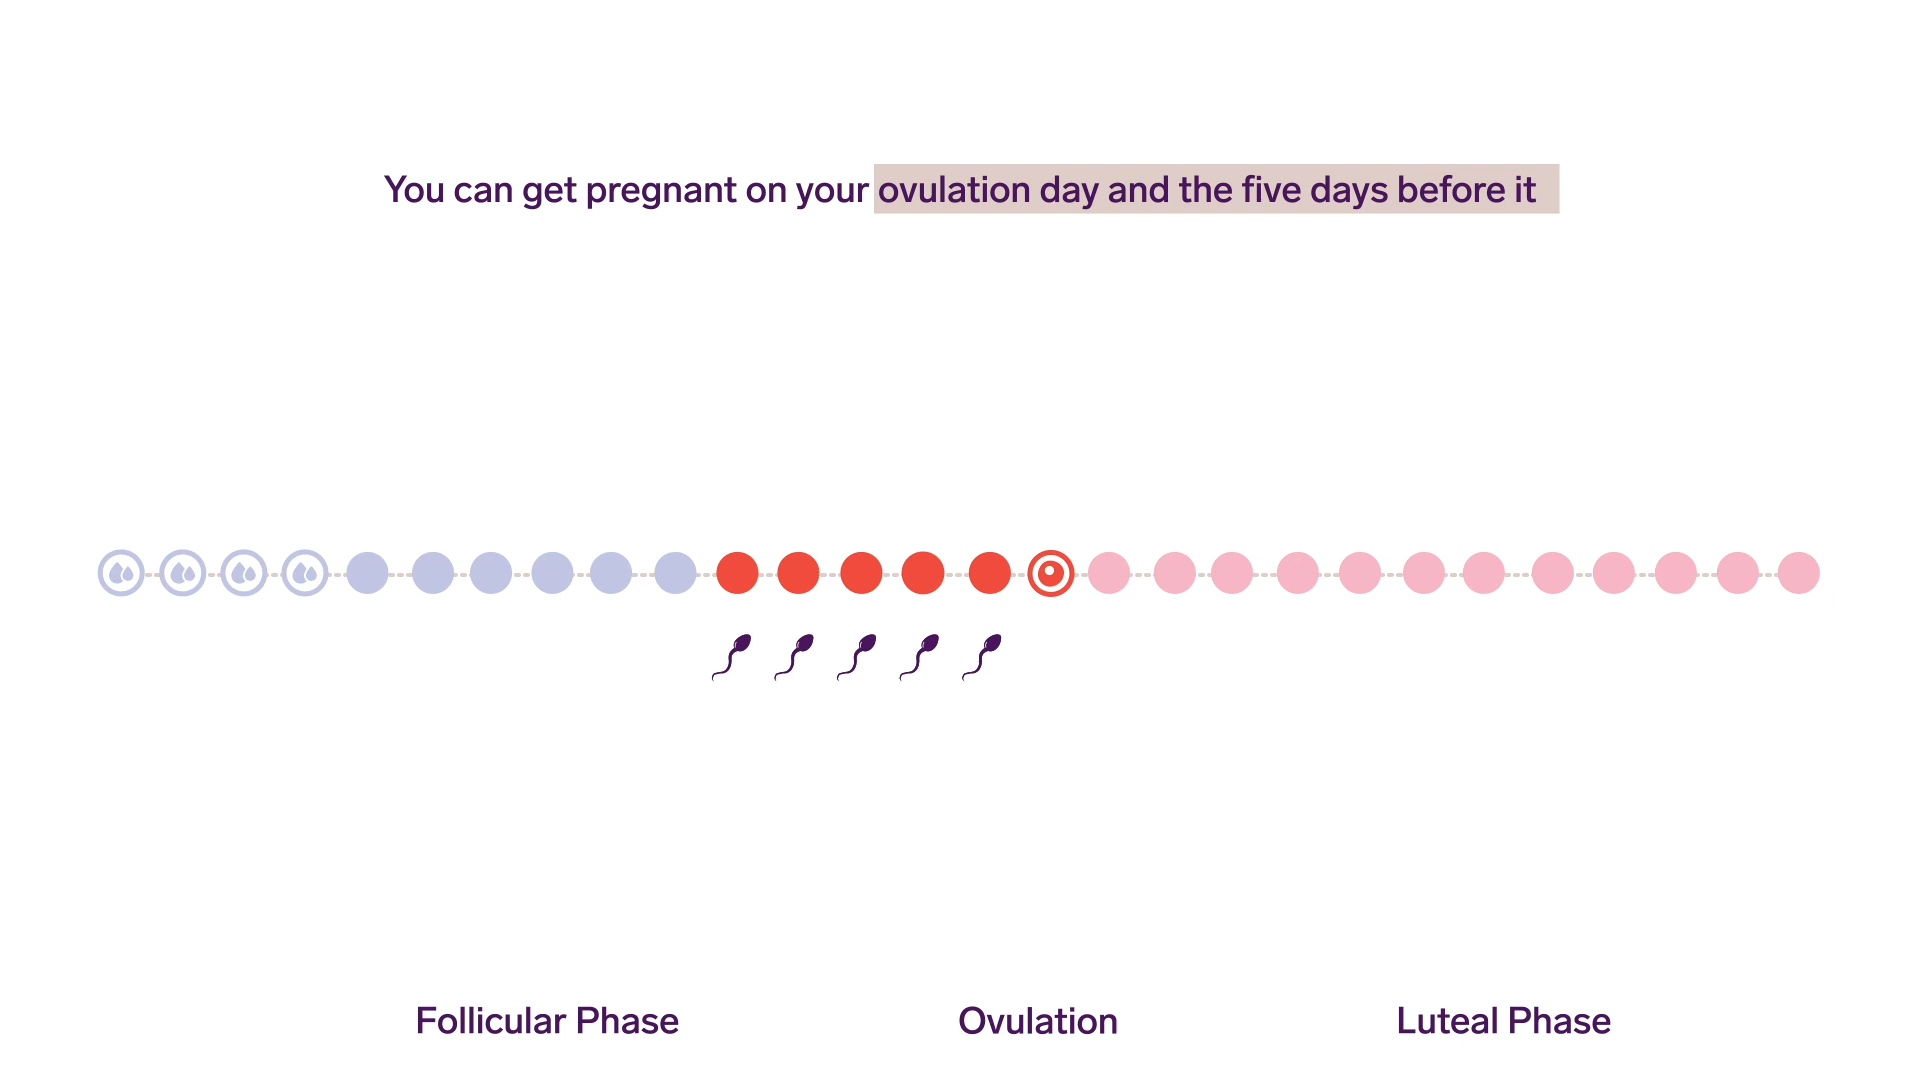 You can get pregnant on your ovulation day and the five days before it
Follicular Phase
Ovulation
Luteal Phase